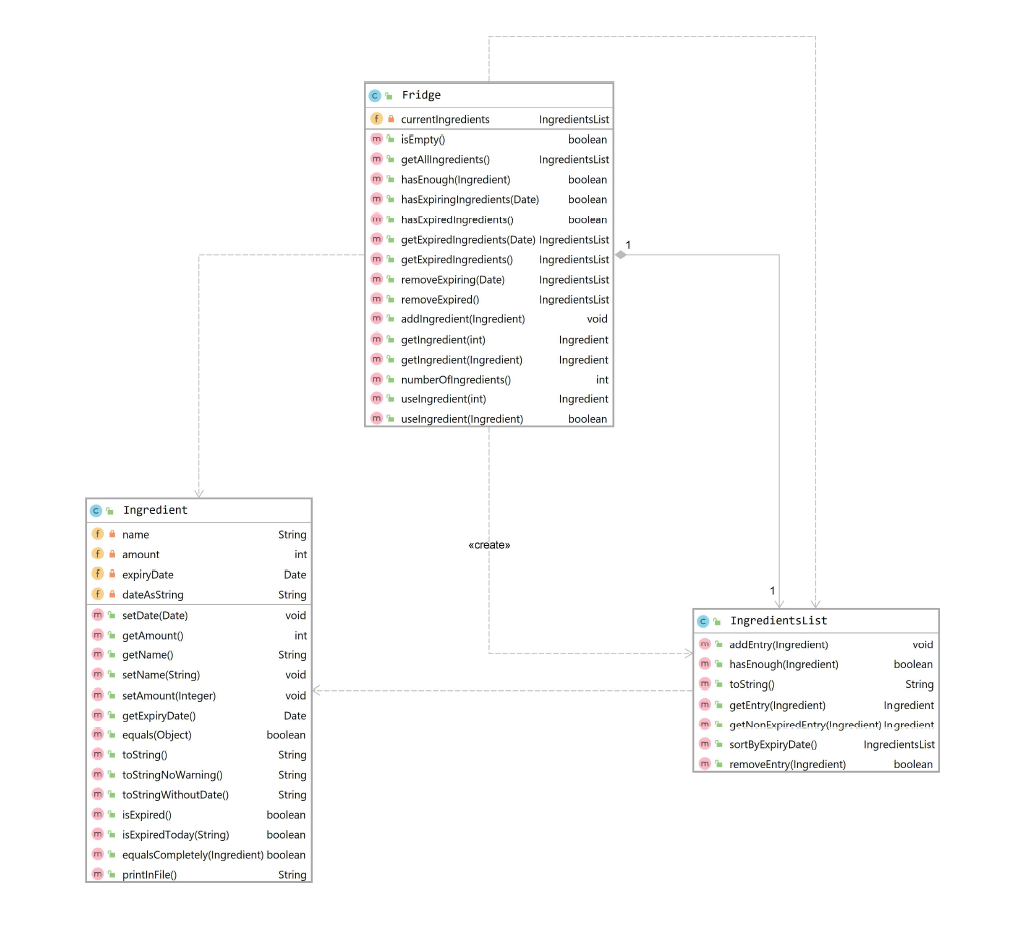 Fridge
currentIngredients IngredientsList
isEmpty() boolean
getAllIngredients() IngredientsList
hasEnough(Ingredient) boolean
hasExpiringIngredients(Date) boolean
hasExpiredIngredients() boolean
getExpiredIngredients(Date) IngredientsList
getExpiredIngredients() IngredientsList
removeExpiring(Date) IngredientsList
removeExpired() IngredientsList
addIngredient(Ingredient) void
getIngredient(int) Ingredient
getIngredient(Ingredient) Ingredient
numberOfIngredients() int
useIngredient(int) Ingredient
useIngredient(Ingredient) boolean
1
«create»
1
Ingredient
name String
amount int
expiryDate Date
dateAsString String
setDate(Date) void
getAmount() int
getName() String
setName(String) void
setAmount(Integer) void
getExpiryDate() Date
equals(Object) boolean
toString() String
toStringNoWarning() String
toStringWithoutDate() String
isExpired() boolean
isExpiredToday(String) boolean
equalsCompletely(Ingredient) boolean
printInFile() String
IngredientsList
addEntry(Ingredient) void
hasEnough(Ingredient) boolean
toString() String
getEntry(Ingredient) Ingredient
getNonExpiredEntry(Ingredient) Ingredient
sortByExpiryDate() IngredientsList
removeEntry(Ingredient) boolean